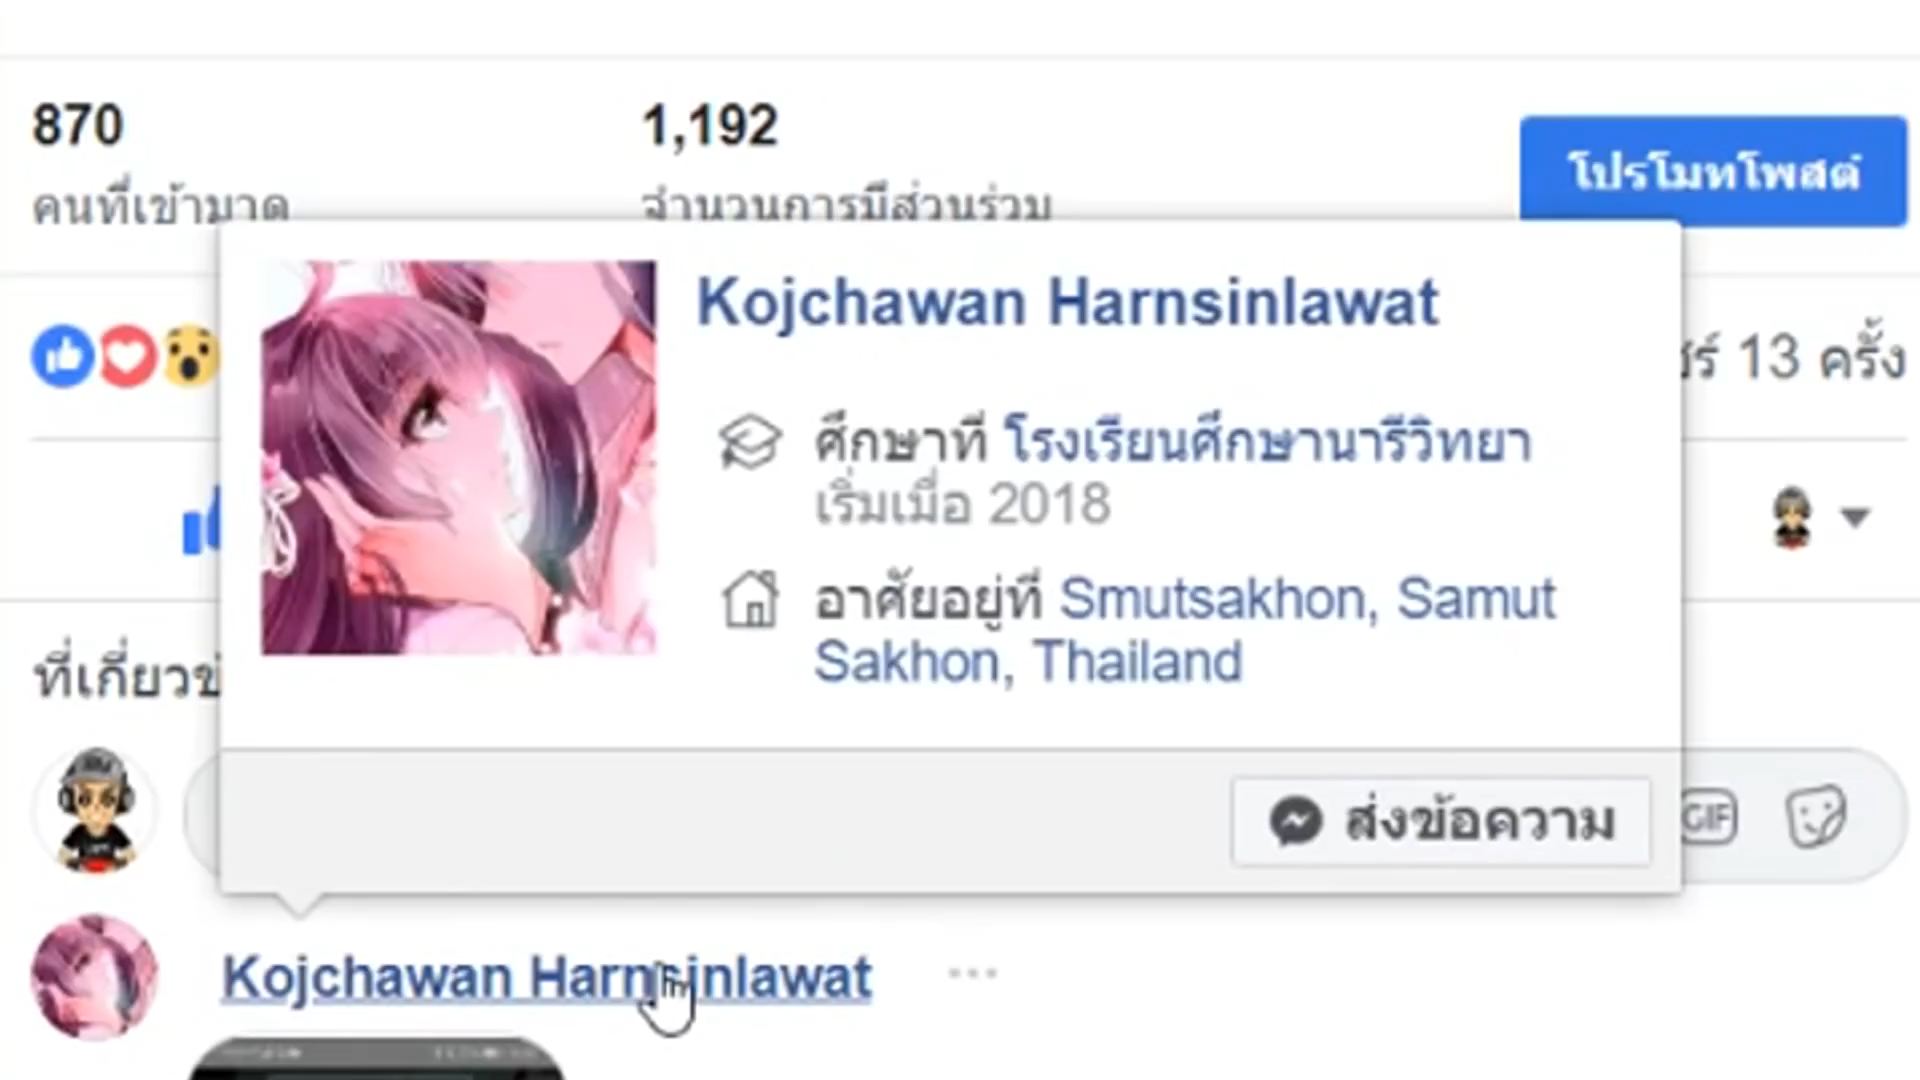 870
1,192
คนที่เข้ามาดู
จำนวนการมีส่วนร่วม
โปรโมทโพสต์
Kojchawan Harnsinlawat
ร์ 13 ครั้ง
ศึกษาที่ โรงเรียนศึกษานารีวิทยา
เริ่มเมื่อ 2018
อาศัยอยู่ที่ Smutsakhon, Samut
Sakhon, Thailand
ที่เกี่ยวข้
ส่งข้อความ
GIF
Kojchawan Harnsinlawat